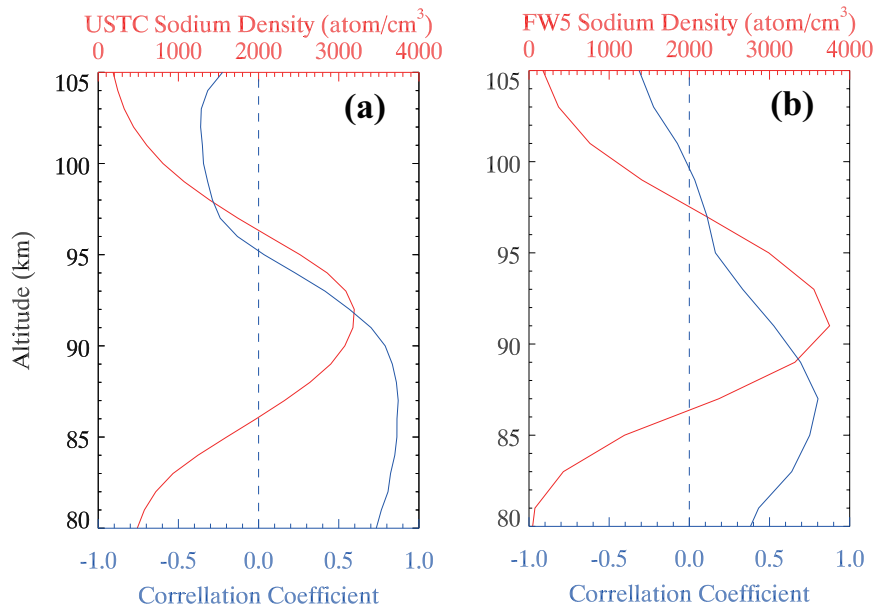 USTC Sodium Density (atom/cm³)
0 1000 2000 3000 4000
FW5 Sodium Density (atom/cm³)
0 1000 2000 3000 4000
105
100
95
90
85
80
Altitude (km)
(a)
105
100
95
90
85
80
(b)
-1.0 -0.5 0.0 0.5 1.0
Correllation Coefficient
-1.0 -0.5 0.0 0.5 1.0
Correllation Coefficient